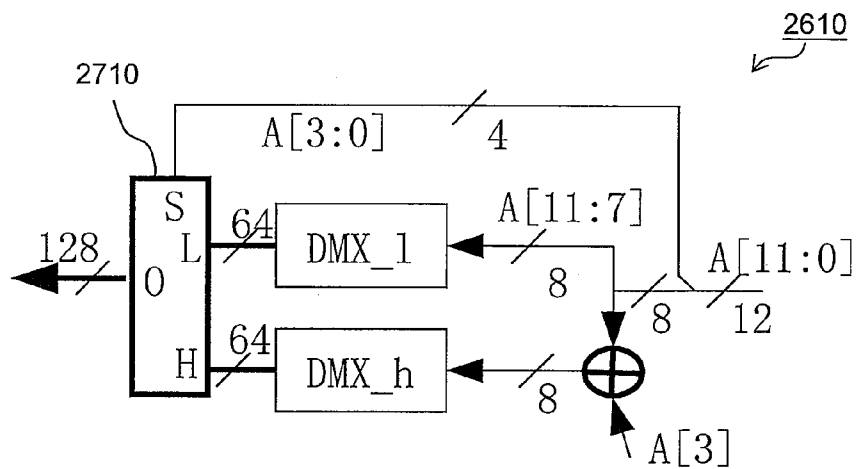 2610
2710
A[3:0]
4
S
64
DMX_l
A[11:7]
A[11:0]
128
L
8
8
12
O
64
H
DMX_h
8
A[3]